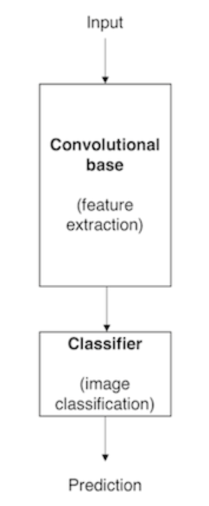 Input
Convolutional
base
(feature
extraction)
Classifier
(image
classification)
Prediction